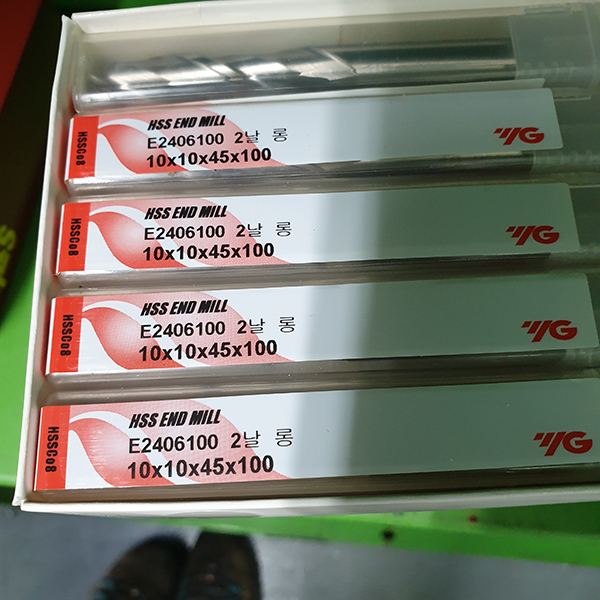 HSSCo8
HSS END MILL
E2406100 2날 롱
10x10x45x100
YG
HSSCo8
HSS END MILL
E2406100 2날 롱
10x10x45x100
YG
HSSCo8
HSS END MILL
E2406100 2날 롱
10x10x45x100
YG
HSSCo8
HSS END MILL
E2406100 2날 롱
10x10x45x100
YG